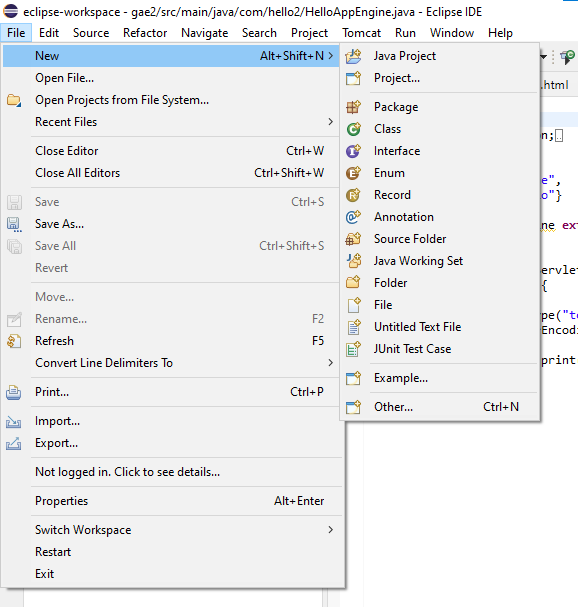 eclipse-workspace - gae2/src/main/java/com/hello2/HelloAppEngine.java - Eclipse IDE
File Edit Source Refactor Navigate Search Project Tomcat Run Window Help
New Alt+Shift+N >
Open File...
Open Projects from File System...
Recent Files >
Close Editor Ctrl+W
Close All Editors Ctrl+Shift+W
Save Ctrl+S
Save As...
Save All Ctrl+Shift+S
Revert
Move...
Rename... F2
Refresh F5
Convert Line Delimiters To >
Print... Ctrl+P
Import...
Export...
Not logged in. Click to see details...
Properties Alt+Enter
Switch Workspace >
Restart
Exit
Java Project
Project...
Package
Class
Interface
Enum
Record
Annotation
Source Folder
Java Working Set
Folder
File
Untitled Text File
JUnit Test Case
Example...
Other... Ctrl+N
.html
on;
e",
o"}
ne ext
ervlet
{
pe("te
Encodi
print